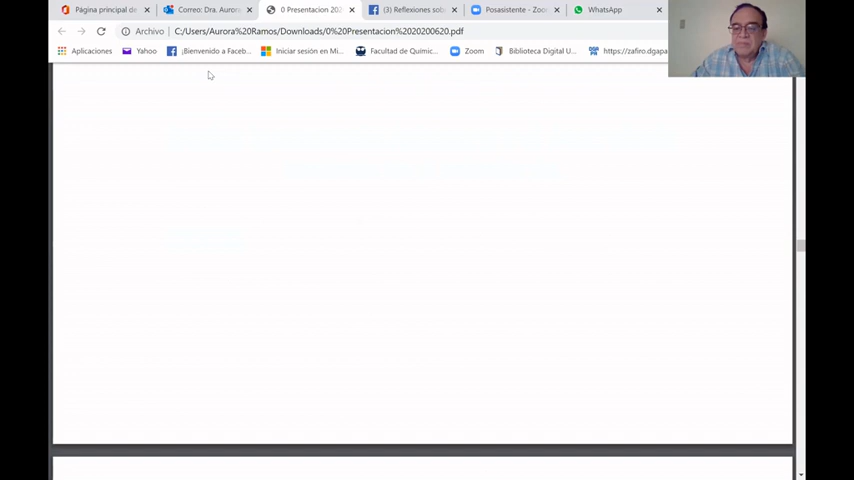 Página principal de
Correo: Dra. Aurora
0 Presentacion 202
(3) Reflexiones sob
Posasistente - Zoo
WhatsApp
Archivo C:/Users/Aurora%20Ramos/Downloads/0%20Presentacion%2020200620.pdf
Aplicaciones
Yahoo
¡Bienvenido a Faceb...
Iniciar sesión en Mi...
Facultad de Químic...
Zoom
Biblioteca Digital U...
https://zafiro.dgapa